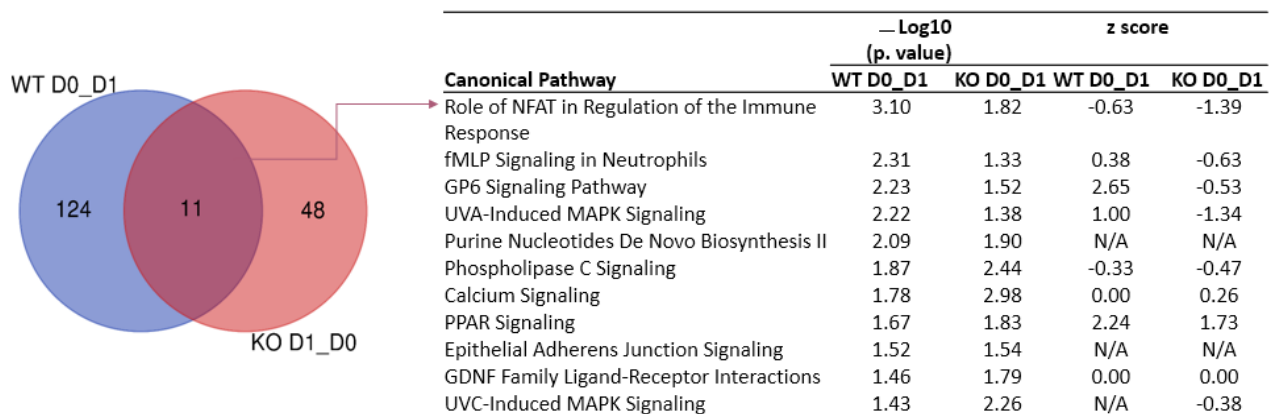 WT D0_D1
124
11
48
KO D1_D0
— Log10 (p. value) z score
Canonical Pathway WT D0_D1 KO D0_D1 WT D0_D1 KO D0_D1
Role of NFAT in Regulation of the Immune Response 3.10 1.82 -0.63 -1.39
fMLP Signaling in Neutrophils 2.31 1.33 0.38 -0.63
GP6 Signaling Pathway 2.23 1.52 2.65 -0.53
UVA-Induced MAPK Signaling 2.22 1.38 1.00 -1.34
Purine Nucleotides De Novo Biosynthesis II 2.09 1.90 N/A N/A
Phospholipase C Signaling 1.87 2.44 -0.33 -0.47
Calcium Signaling 1.78 2.98 0.00 0.26
PPAR Signaling 1.67 1.83 2.24 1.73
Epithelial Adherens Junction Signaling 1.52 1.54 N/A N/A
GDNF Family Ligand-Receptor Interactions 1.46 1.79 0.00 0.00
UVC-Induced MAPK Signaling 1.43 2.26 N/A -0.38